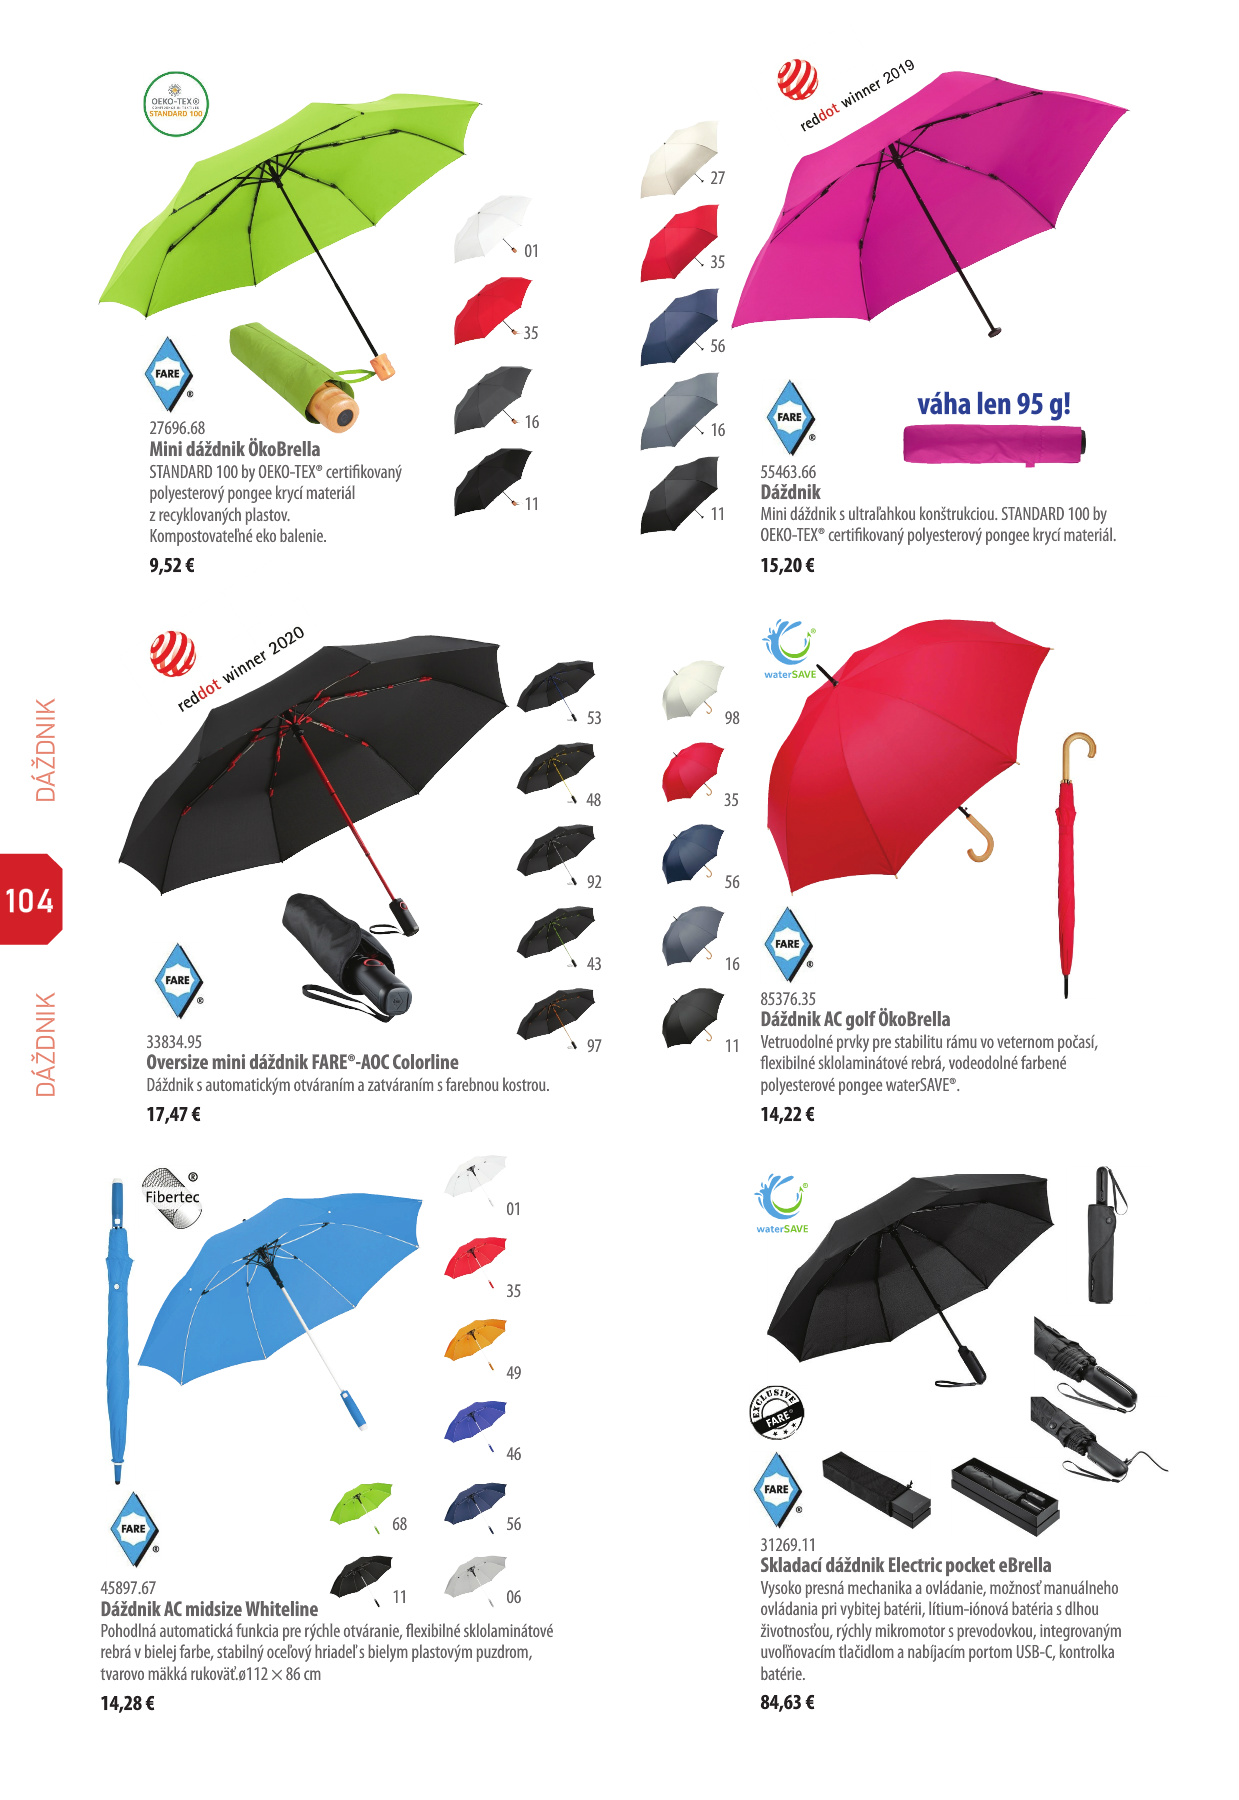 OEKO-TEX®
STANDARD 100
01
35
16
11
FARE
®
27696.68
Mini dáždnik ÖkoBrella
STANDARD 100 by OEKO-TEX® certifikovaný
polyesterový pongee krycí materiál
z recyklovaných plastov.
Kompostovateľné eko balenie.
9,52 €
reddot winner 2019
27
35
56
16
11
FARE
®
váha len 95 g!
55463.66
Dáždnik
Mini dáždnik s ultraľahkou konštrukciou. STANDARD 100 by
OEKO-TEX® certifikovaný polyesterový pongee krycí materiál.
15,20 €
DÁŽDNIK
104
DÁŽDNIK
reddot winner 2020
53
48
92
43
97
FARE
®
33834.95
Oversize mini dáždnik FARE®-AOC Colorline
Dáždnik s automatickým otváraním a zatváraním s farebnou kostrou.
17,47 €
®
waterSAVE
98
35
56
16
11
FARE
®
85376.35
Dáždnik AC golf ÖkoBrella
Vetruodolné prvky pre stabilitu rámu vo veternom počasí,
flexibilné sklolaminátové rebrá, vodeodolné farbené
polyesterové pongee waterSAVE®.
14,22 €
®
Fibertec
01
35
49
46
68
56
11
06
FARE
®
45897.67
Dáždnik AC midsize Whiteline
Pohodlná automatická funkcia pre rýchle otváranie, flexibilné sklolaminátové
rebrá v bielej farbe, stabilný oceľový hriadeľ s bielym plastovým puzdrom,
tvarovo mäkká rukoväť.ø112 × 86 cm
14,28 €
®
waterSAVE
EXCLUSIVE
FARE®
FARE
®
31269.11
Skladací dáždnik Electric pocket eBrella
Vysoko presná mechanika a ovládanie, možnosť manuálneho
ovládania pri vybitej batérii, lítium-iónová batéria s dlhou
životnosťou, rýchly mikromotor s prevodovkou, integrovaným
uvoľňovacím tlačidlom a nabíjacím portom USB-C, kontrolka
batérie.
84,63 €